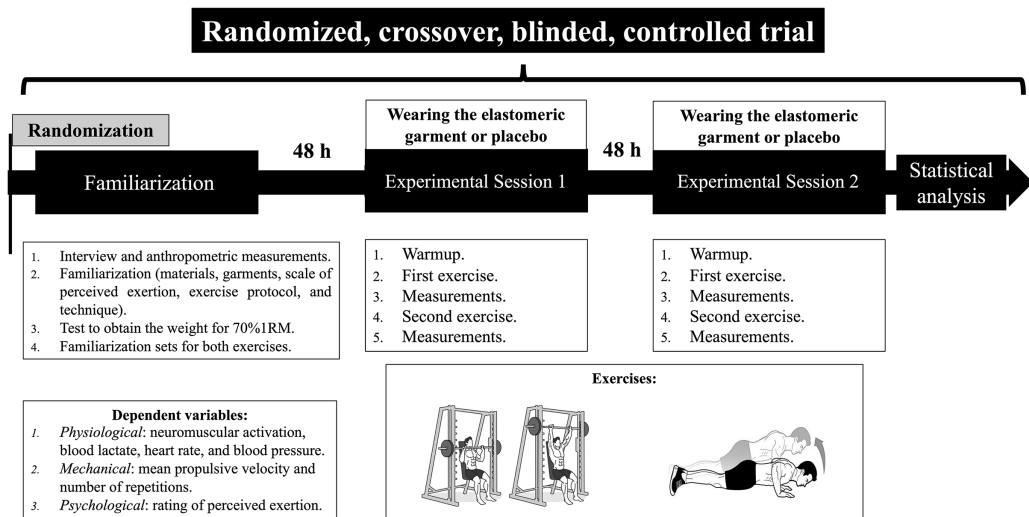 Randomized, crossover, blinded, controlled trial
Randomization
Familiarization
48 h
Wearing the elastomeric
garment or placebo
Experimental Session 1
48 h
Wearing the elastomeric
garment or placebo
Experimental Session 2
Statistical
analysis
1. Interview and anthropometric measurements.
2. Familiarization (materials, garments, scale of
perceived exertion, exercise protocol, and
technique).
3. Test to obtain the weight for 70%1RM.
4. Familiarization sets for both exercises.
1. Warmup.
2. First exercise.
3. Measurements.
4. Second exercise.
5. Measurements.
1. Warmup.
2. First exercise.
3. Measurements.
4. Second exercise.
5. Measurements.
Dependent variables:
1. Physiological: neuromuscular activation,
blood lactate, heart rate, and blood pressure.
2. Mechanical: mean propulsive velocity and
number of repetitions.
3. Psychological: rating of perceived exertion.
Exercises: